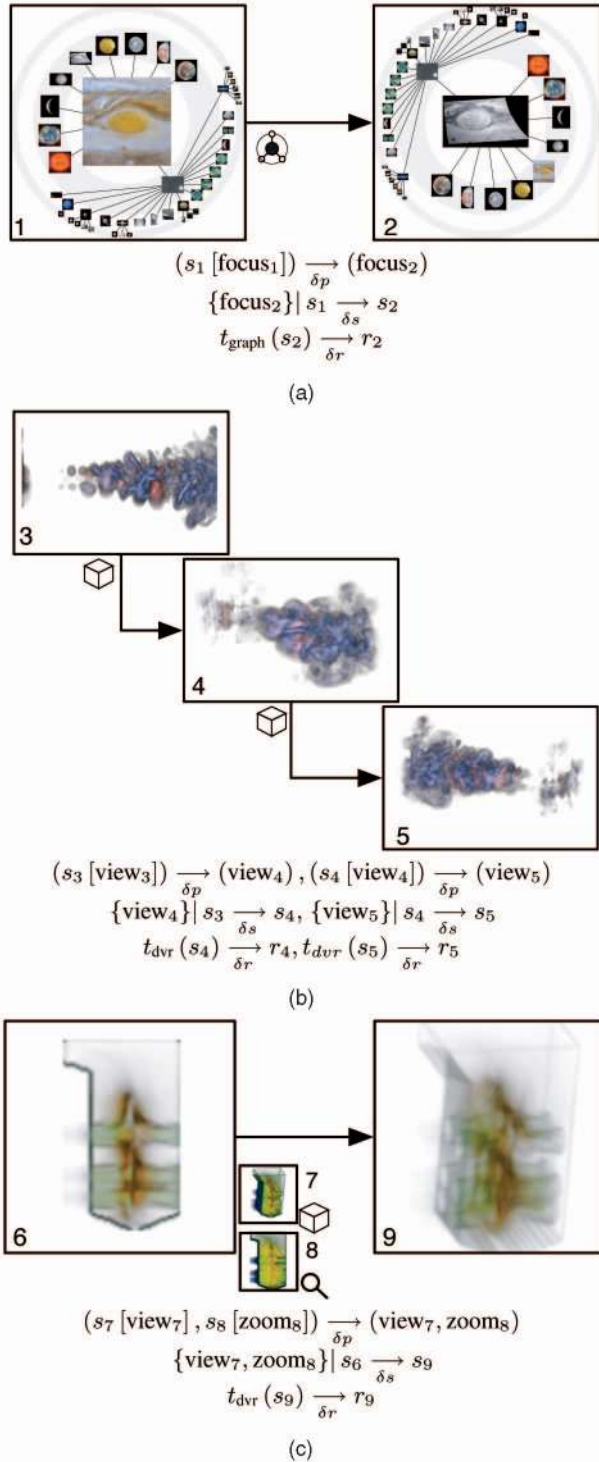 1
2
(s₁ [focus₁]) →δp (focus₂)
{focus₂}| s₁ →δs s₂
t_graph (s₂) →δr r₂
(a)
3
4
5
(s₃ [view₃]) →δp (view₄) , (s₄ [view₄]) →δp (view₅)
{view₄}| s₃ →δs s₄, {view₅}| s₄ →δs s₅
t_dvr (s₄) →δr r₄, t_dvr (s₅) →δr r₅
(b)
6
7
8
9
(s₇ [view₇] , s₈ [zoom₈]) →δp (view₇, zoom₈)
{view₇, zoom₈}| s₆ →δs s₉
t_dvr (s₉) →δr r₉
(c)